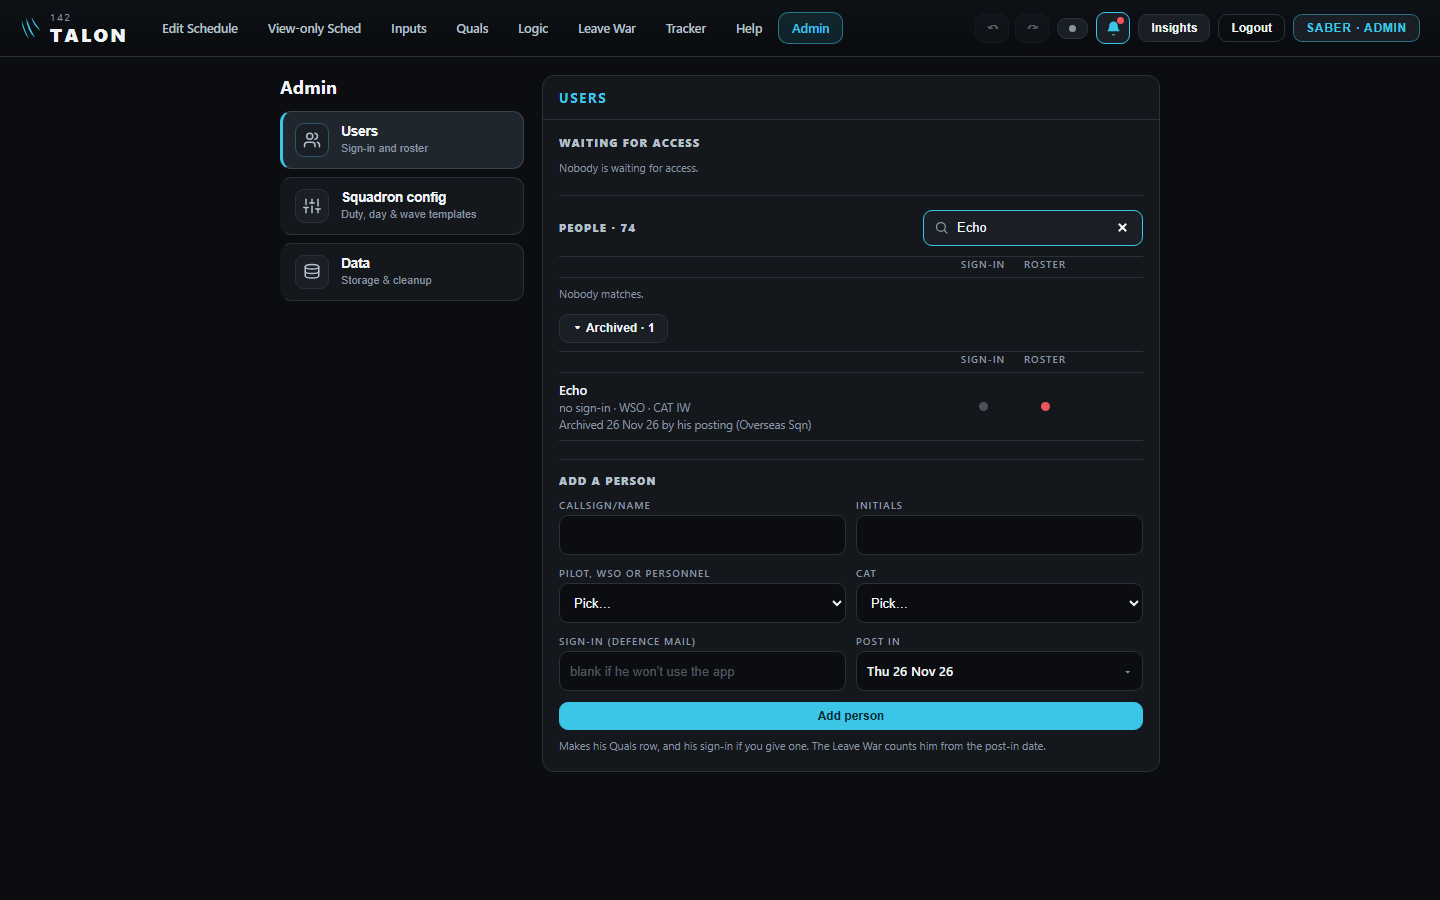 142
TALON
Edit Schedule
View-only Sched
Inputs
Quals
Logic
Leave War
Tracker
Help
Admin
Insights
Logout
SABER · ADMIN
Admin
Users
Sign-in and roster
Squadron config
Duty, day & wave templates
Data
Storage & cleanup
USERS
WAITING FOR ACCESS
Nobody is waiting for access.
PEOPLE · 74
Echo
SIGN-IN ROSTER
Nobody matches.
Archived · 1
SIGN-IN ROSTER
Echo
no sign-in · WSO · CAT IW
Archived 26 Nov 26 by his posting (Overseas Sqn)
ADD A PERSON
CALLSIGN/NAME
INITIALS
PILOT, WSO OR PERSONNEL
CAT
Pick...
Pick...
SIGN-IN (DEFENCE MAIL)
POST IN
blank if he won't use the app
Thu 26 Nov 26
Add person
Makes his Quals row, and his sign-in if you give one. The Leave War counts him from the post-in date.